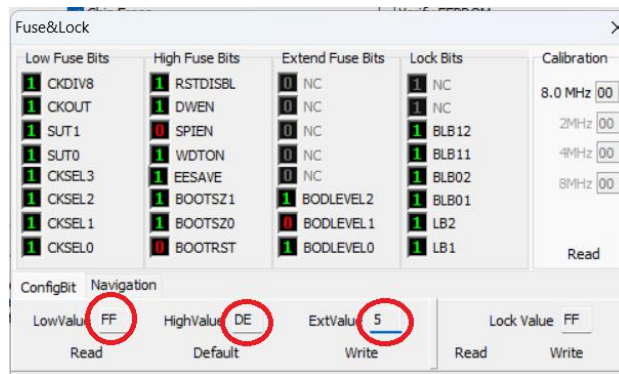 Fuse&Lock
Low Fuse Bits
1 CKDIV8
1 CKOUT
1 SUT1
1 SUT0
1 CKSEL3
1 CKSEL2
1 CKSEL1
1 CKSEL0
High Fuse Bits
1 RSTDISBL
1 DWEN
0 SPIEN
1 WDTON
1 EESAVE
1 BOOTSZ1
1 BOOTSZ0
0 BOOTRST
Extend Fuse Bits
0 NC
0 NC
0 NC
0 NC
0 NC
1 BODLEVEL2
0 BODLEVEL1
1 BODLEVEL0
Lock Bits
1 NC
1 NC
1 BLB12
1 BLB11
1 BLB02
1 BLB01
1 LB2
1 LB1
Calibration
8.0 MHz 00
2MHz 00
4MHz 00
8MHz 00
Read
ConfigBit Navigation
LowValue FF HighValue DE ExtValue 5 Lock Value FF
Read Default Write Read Write